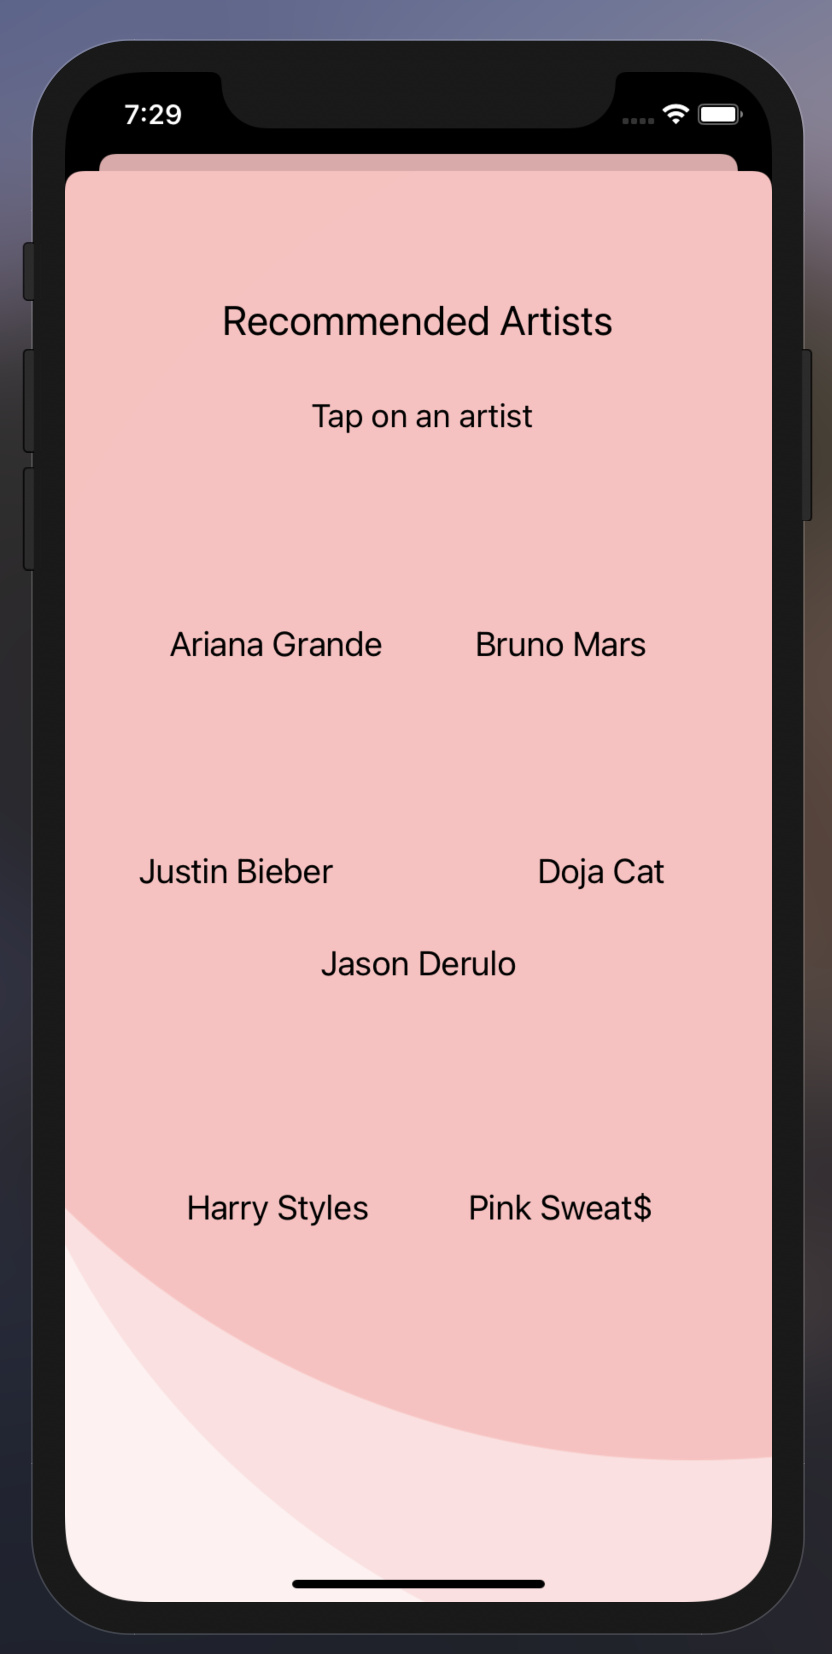 7:29
Recommended Artists
Tap on an artist
Ariana Grande
Bruno Mars
Justin Bieber
Doja Cat
Jason Derulo
Harry Styles
Pink Sweat$